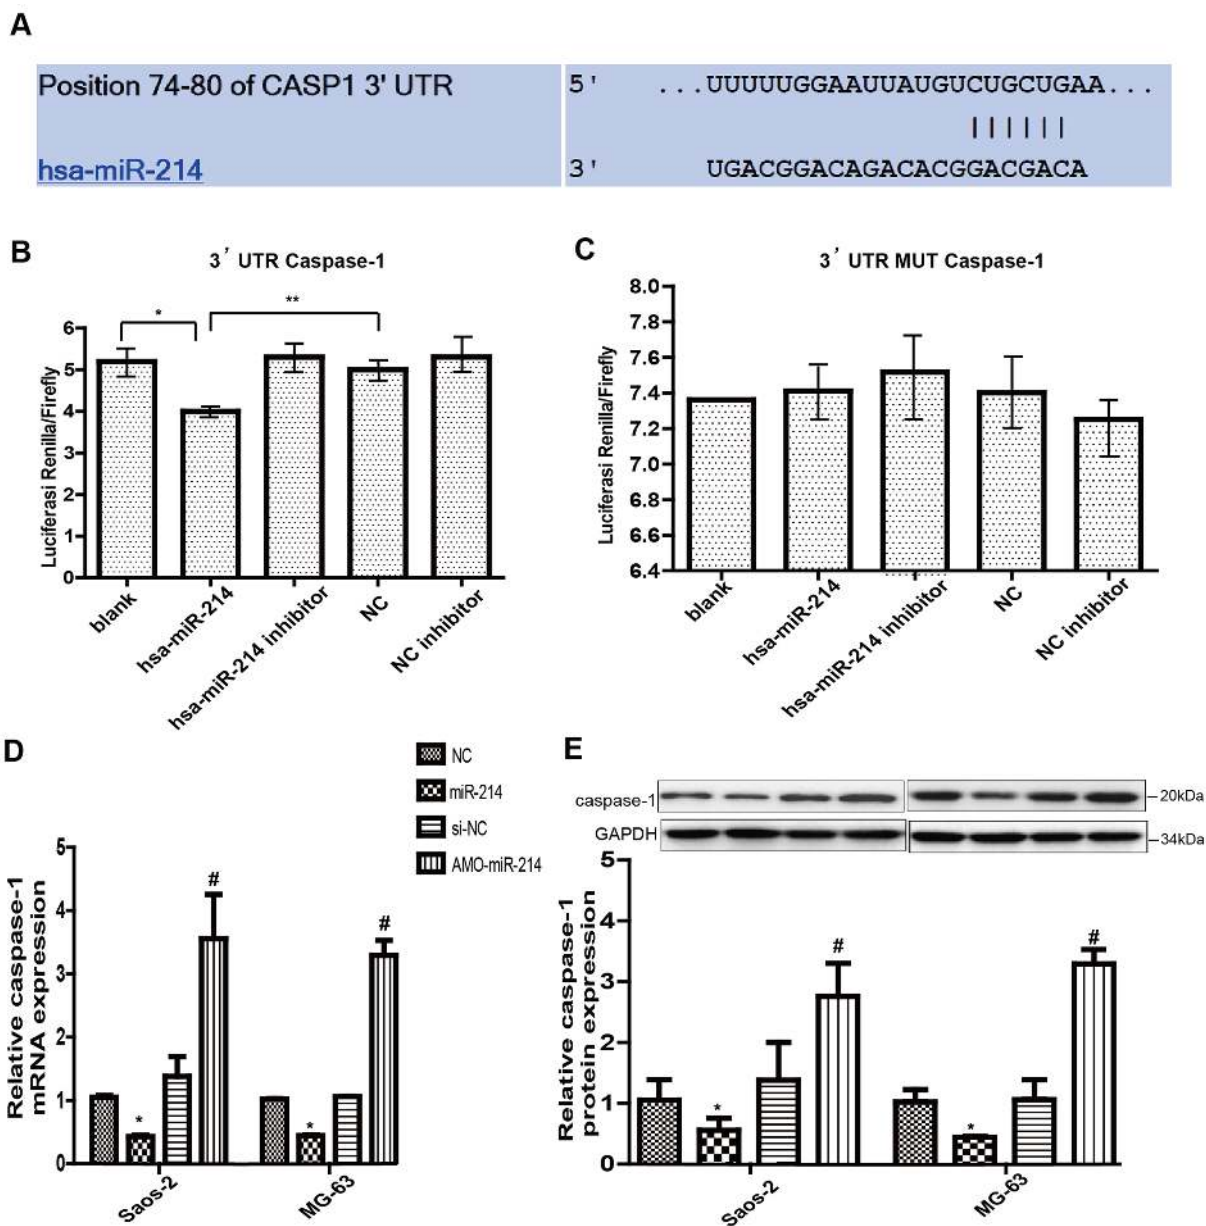 A
Position 74-80 of CASP1 3' UTR
5' ...UUUUUGGAAUUAUGUCUGCUGAA...
||||||
hsa-miR-214
3' UGACGGACAGACACGGACGACA
B
3′ UTR Caspase-1
*
**
Luciferasi Renilla/Firefly
6
5
4
3
2
1
0
blank
hsa-miR-214
hsa-miR-214 inhibitor
NC
NC inhibitor
C
3′ UTR MUT Caspase-1
Luciferasi Renilla/Firefly
8.0
7.8
7.6
7.4
7.2
7.0
6.8
6.6
6.4
blank
hsa-miR-214
hsa-miR-214 inhibitor
NC
NC inhibitor
D
NC
miR-214
si-NC
AMO-miR-214
Relative caspase-1
mRNA expression
5
4
3
2
1
0
*
#
*
#
Saos-2
MG-63
E
caspase-1
–20kDa
GAPDH
–34kDa
Relative caspase-1
protein expression
5
4
3
2
1
0
*
#
*
#
Saos-2
MG-63